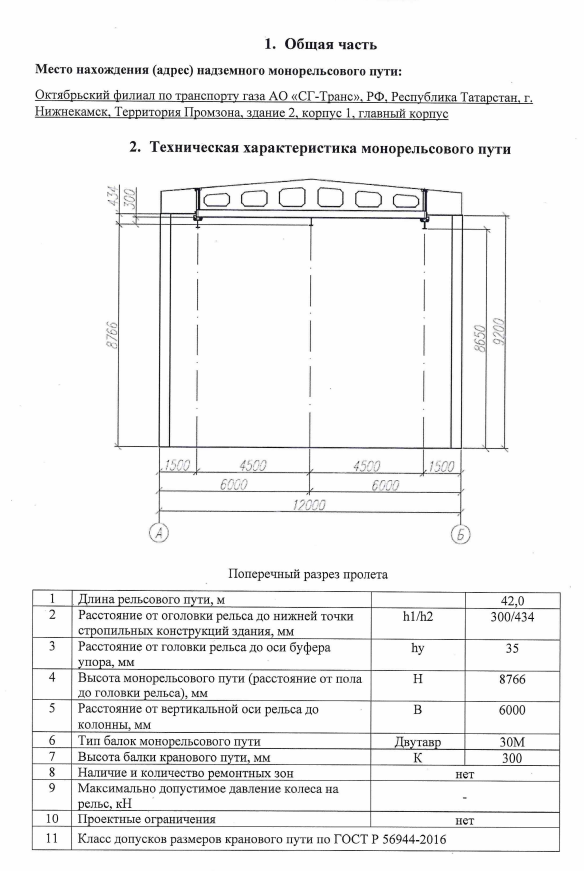 1. Общая часть
Место нахождения (адрес) надземного монорельсового пути:
Октябрьский филиал по транспорту газа АО «СГ-Транс», РФ, Республика Татарстан, г.
Нижнекамск, Территория Промзона, здание 2, корпус 1, главный корпус
2. Техническая характеристика монорельсового пути
434
300
8766
8650
9200
1500 4500 4500 1500
6000 6000
12000
А Б
Поперечный разрез пролета
1 Длина рельсового пути, м 42,0
2 Расстояние от оголовки рельса до нижней точки h1/h2 300/434
стропильных конструкций здания, мм
3 Расстояние от головки рельса до оси буфера hy 35
упора, мм
4 Высота монорельсового пути (расстояние от пола H 8766
до головки рельса), мм
5 Расстояние от вертикальной оси рельса до B 6000
колонны, мм
6 Тип балок монорельсового пути Двутавр 30М
7 Высота балки кранового пути, мм К 300
8 Наличие и количество ремонтных зон нет
9 Максимально допустимое давление колеса на -
рельс, кН
10 Проектные ограничения нет
11 Класс допусков размеров кранового пути по ГОСТ Р 56944-2016